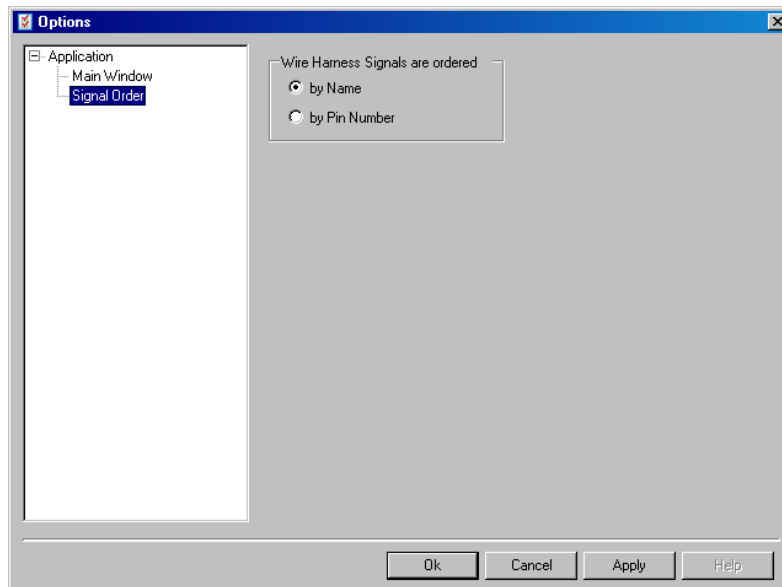 Options
Application
Main Window
Signal Order
Wire Harness Signals are ordered
by Name
by Pin Number
Ok
Cancel
Apply
Help